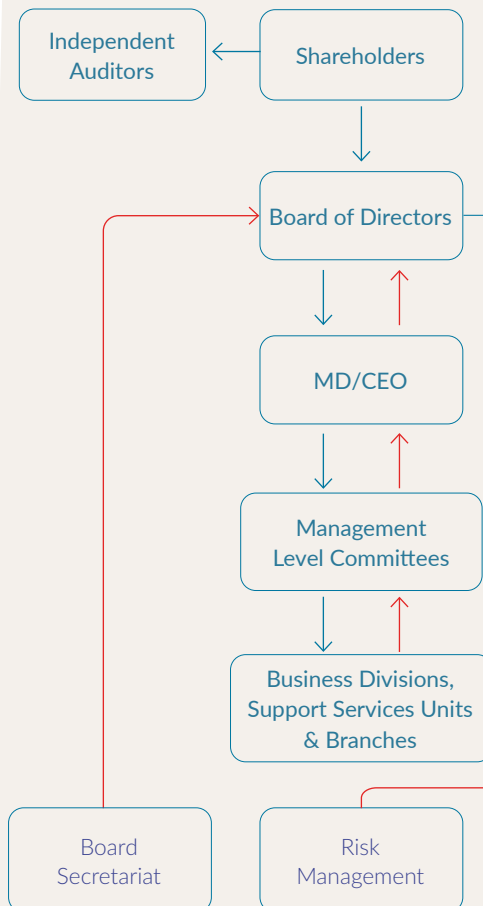 Independent
Auditors
Shareholders
Board of Directors
MD/CEO
Management
Level Committees
Business Divisions,
Support Services Units
& Branches
Board
Secretariat
Risk
Management